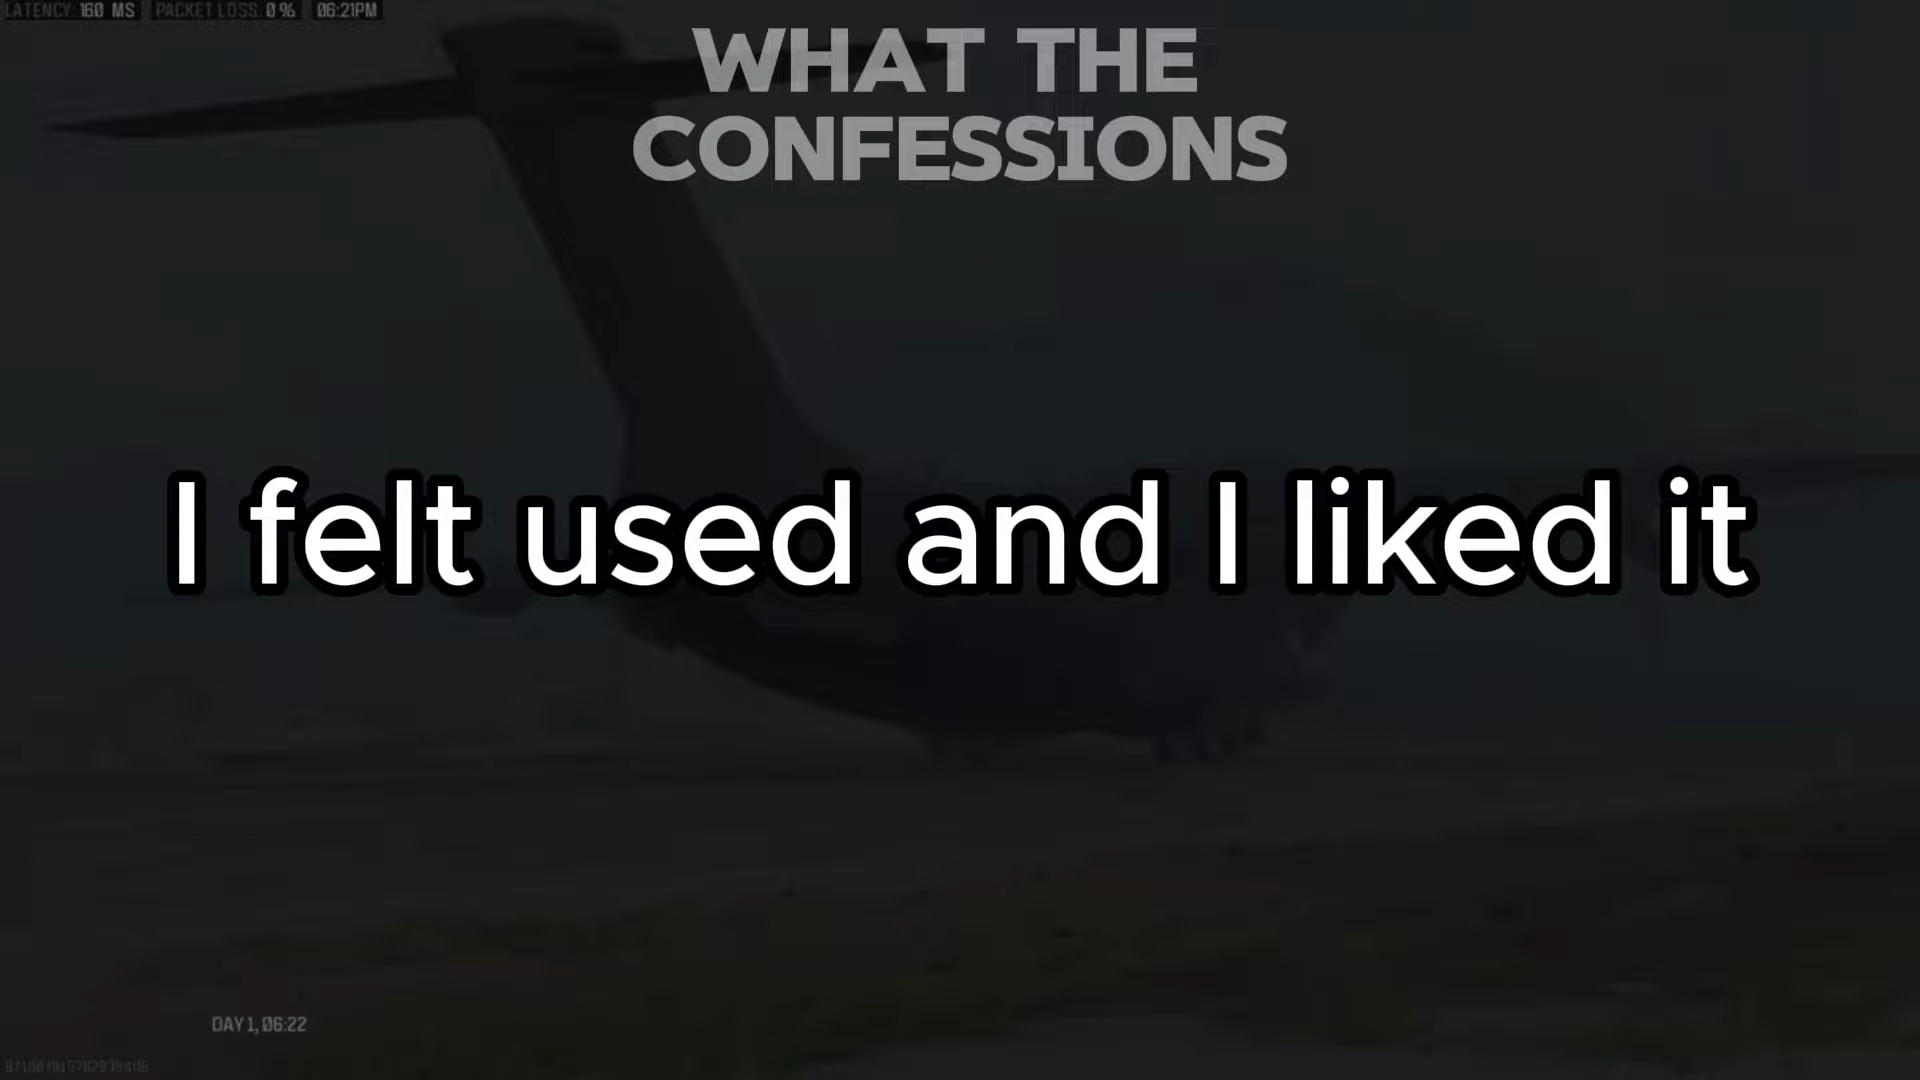 LATENCY: 160 MS PACKET LOSS: 0 % 06:21PM
WHAT THE
CONFESSIONS
I felt used and I liked it
DAY 1, 06:22